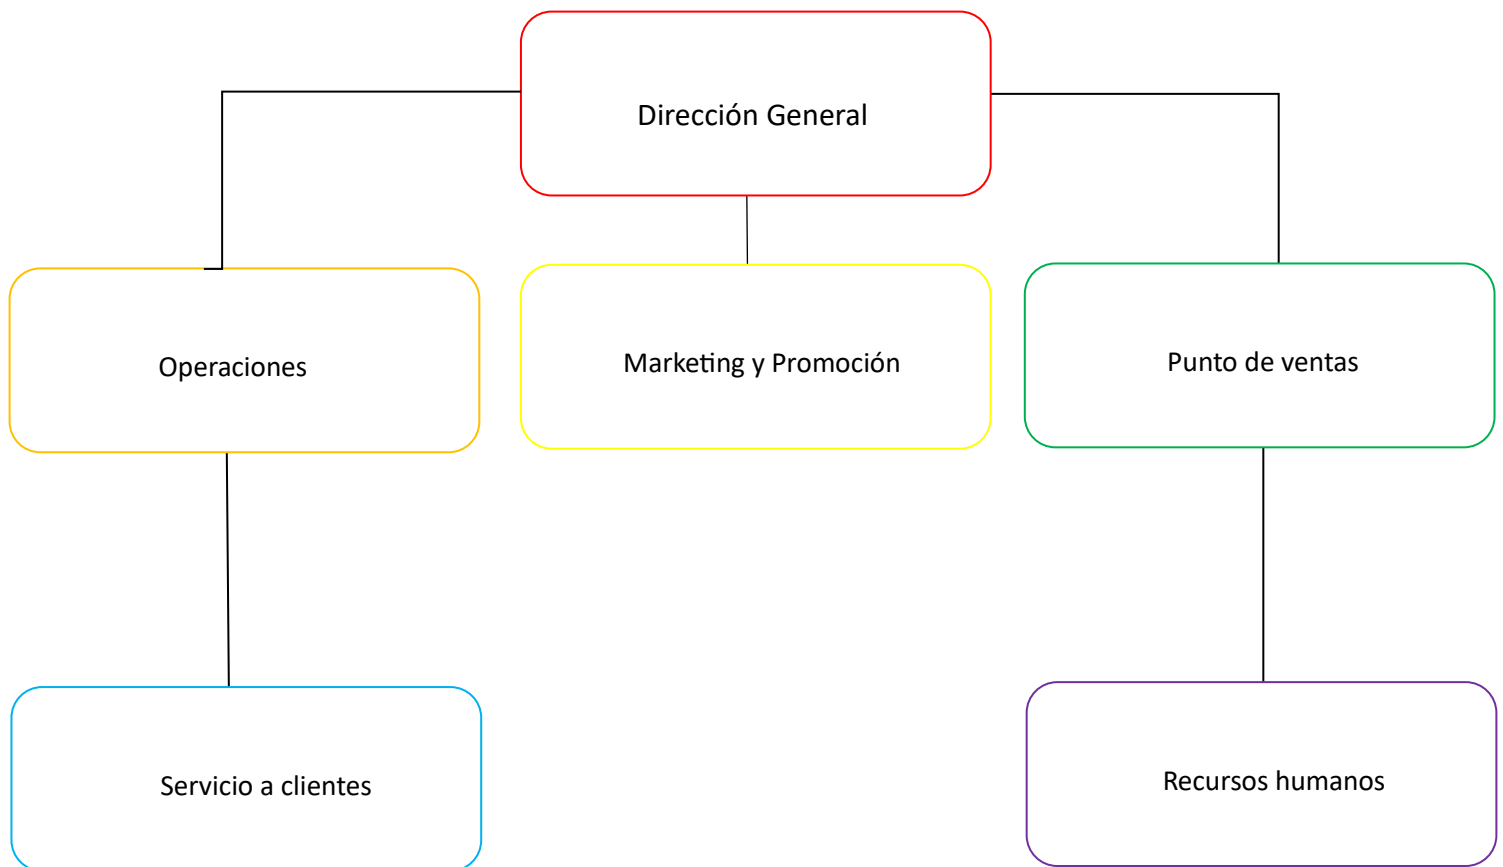 Dirección General
Operaciones
Marketing y Promoción
Punto de ventas
Servicio a clientes
Recursos humanos